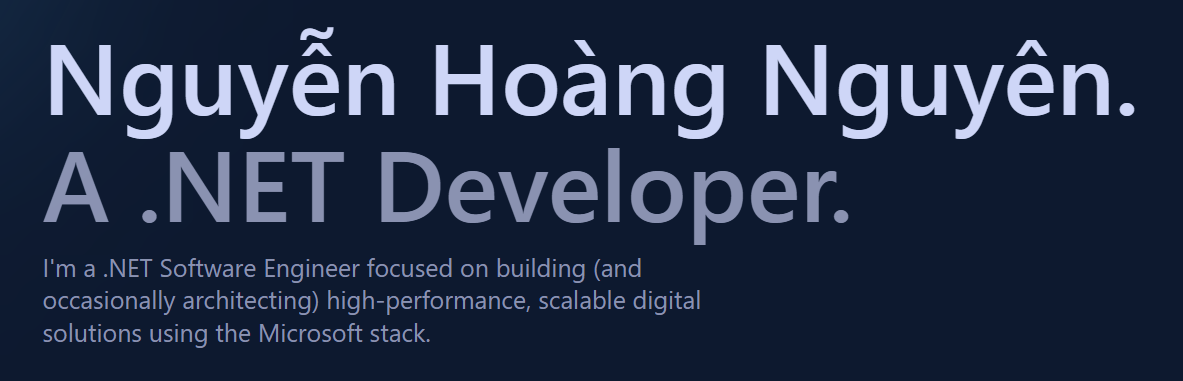 Nguyễn Hoàng Nguyên.
A .NET Developer.
I'm a .NET Software Engineer focused on building (and
occasionally architecting) high-performance, scalable digital
solutions using the Microsoft stack.